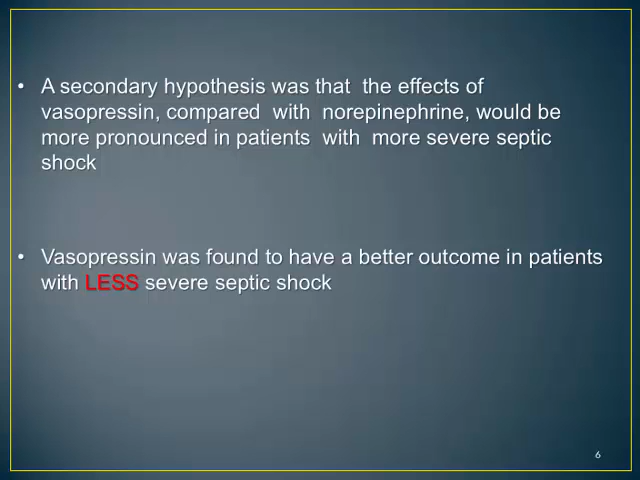 • A secondary hypothesis was that the effects of
vasopressin, compared with norepinephrine, would be
more pronounced in patients with more severe septic
shock
• Vasopressin was found to have a better outcome in patients
with LESS severe septic shock
6